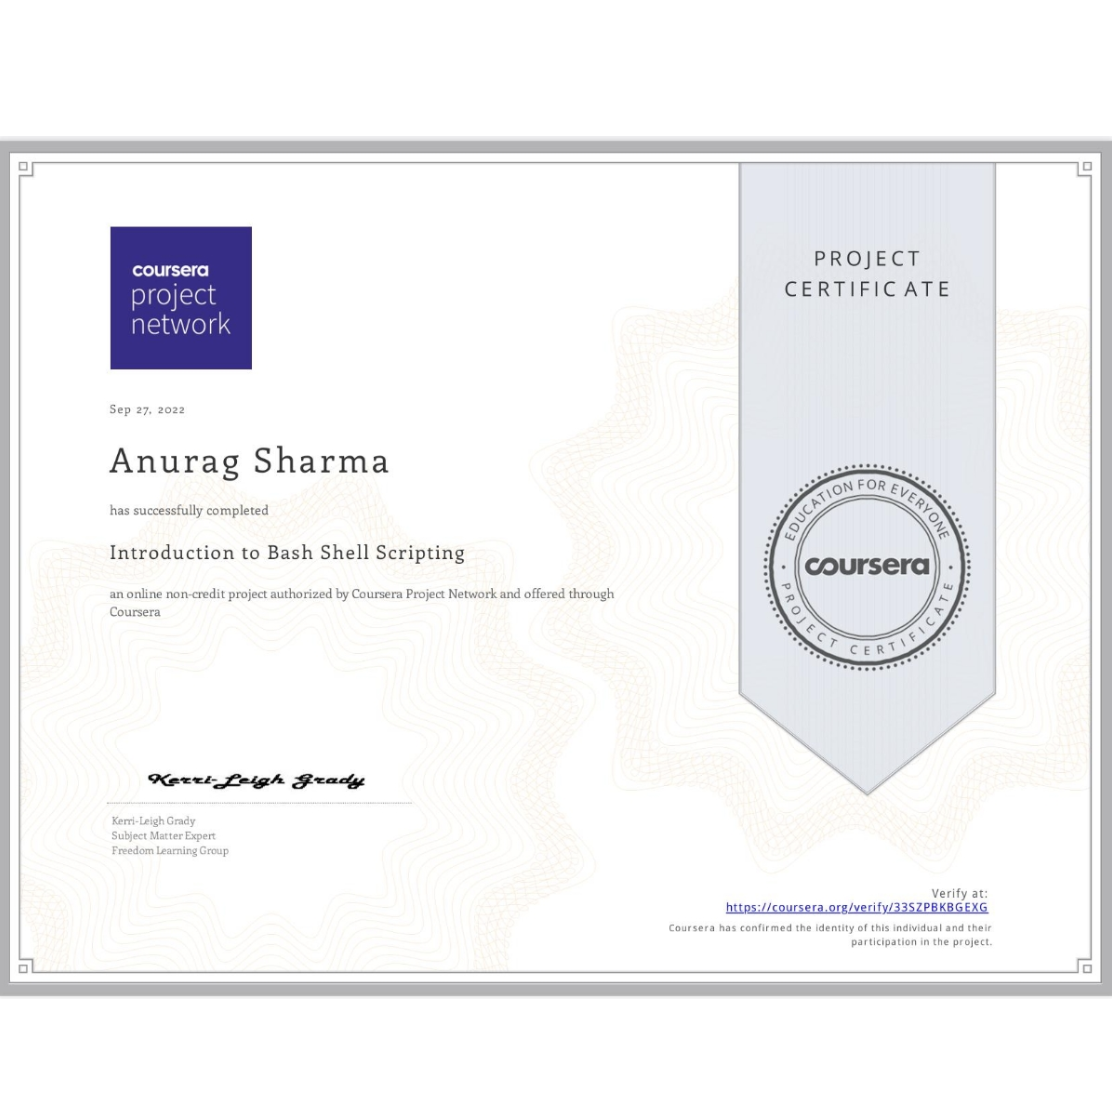 coursera
project
network
PROJECT
CERTIFICATE
Sep 27, 2022
Anurag Sharma
has successfully completed
Introduction to Bash Shell Scripting
an online non-credit project authorized by Coursera Project Network and offered through
Coursera
EDUCATION FOR EVERYONE
coursera
PROJECT CERTIFICATE
Kerri-Leigh Grady
Kerri-Leigh Grady
Subject Matter Expert
Freedom Learning Group
Verify at:
https://coursera.org/verify/33SZPBKBGEXG
Coursera has confirmed the identity of this individual and their
participation in the project.